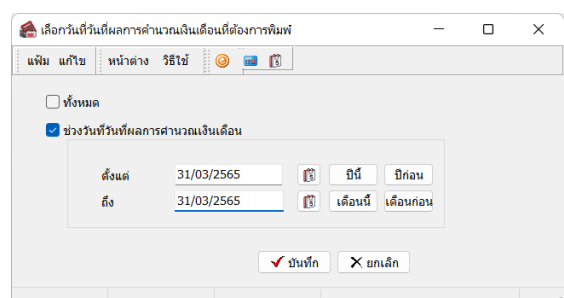 เลือกวันที่วันที่ผลการคำนวณเงินเดือนที่ต้องการพิมพ์
แฟ้ม แก้ไข หน้าต่าง วิธีใช้
ทั้งหมด
ช่วงวันที่วันที่ผลการคำนวณเงินเดือน
ตั้งแต่ 31/03/2565 ปีนี้ ปีก่อน
ถึง 31/03/2565 เดือนนี้ เดือนก่อน
บันทึก ยกเลิก